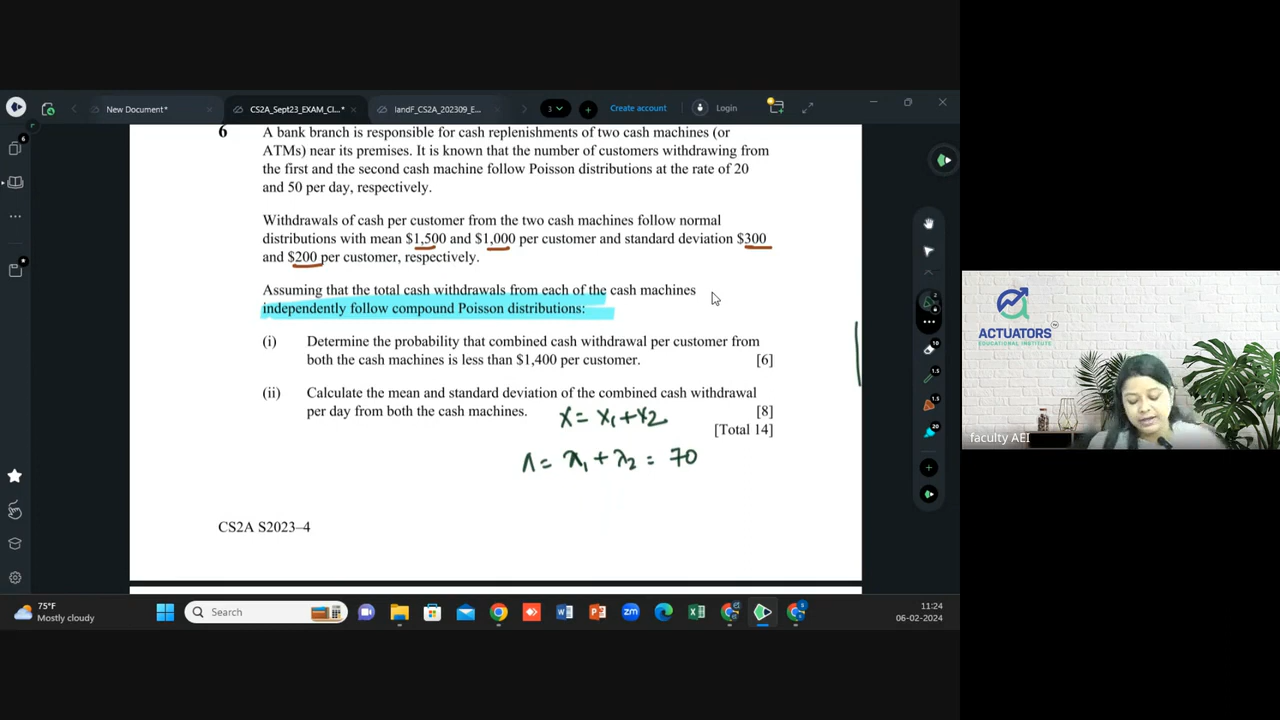 New Document*
CS2A_Sept23_EXAM_Cl...*
IandF_CS2A_202309_E...
3
Create account
Login
6 A bank branch is responsible for cash replenishments of two cash machines (or
ATMs) near its premises. It is known that the number of customers withdrawing from
the first and the second cash machine follow Poisson distributions at the rate of 20
and 50 per day, respectively.
Withdrawals of cash per customer from the two cash machines follow normal
distributions with mean $1,500 and $1,000 per customer and standard deviation $300
and $200 per customer, respectively.
Assuming that the total cash withdrawals from each of the cash machines
independently follow compound Poisson distributions:
(i) Determine the probability that combined cash withdrawal per customer from
both the cash machines is less than $1,400 per customer. [6]
(ii) Calculate the mean and standard deviation of the combined cash withdrawal
per day from both the cash machines. [8]
[Total 14]
X = X1 + X2
Λ = λ1 + λ2 = 70
CS2A S2023–4
ACTUATORS
EDUCATIONAL INSTITUTE
faculty AEI
75°F
Mostly cloudy
Search
11:24
06-02-2024